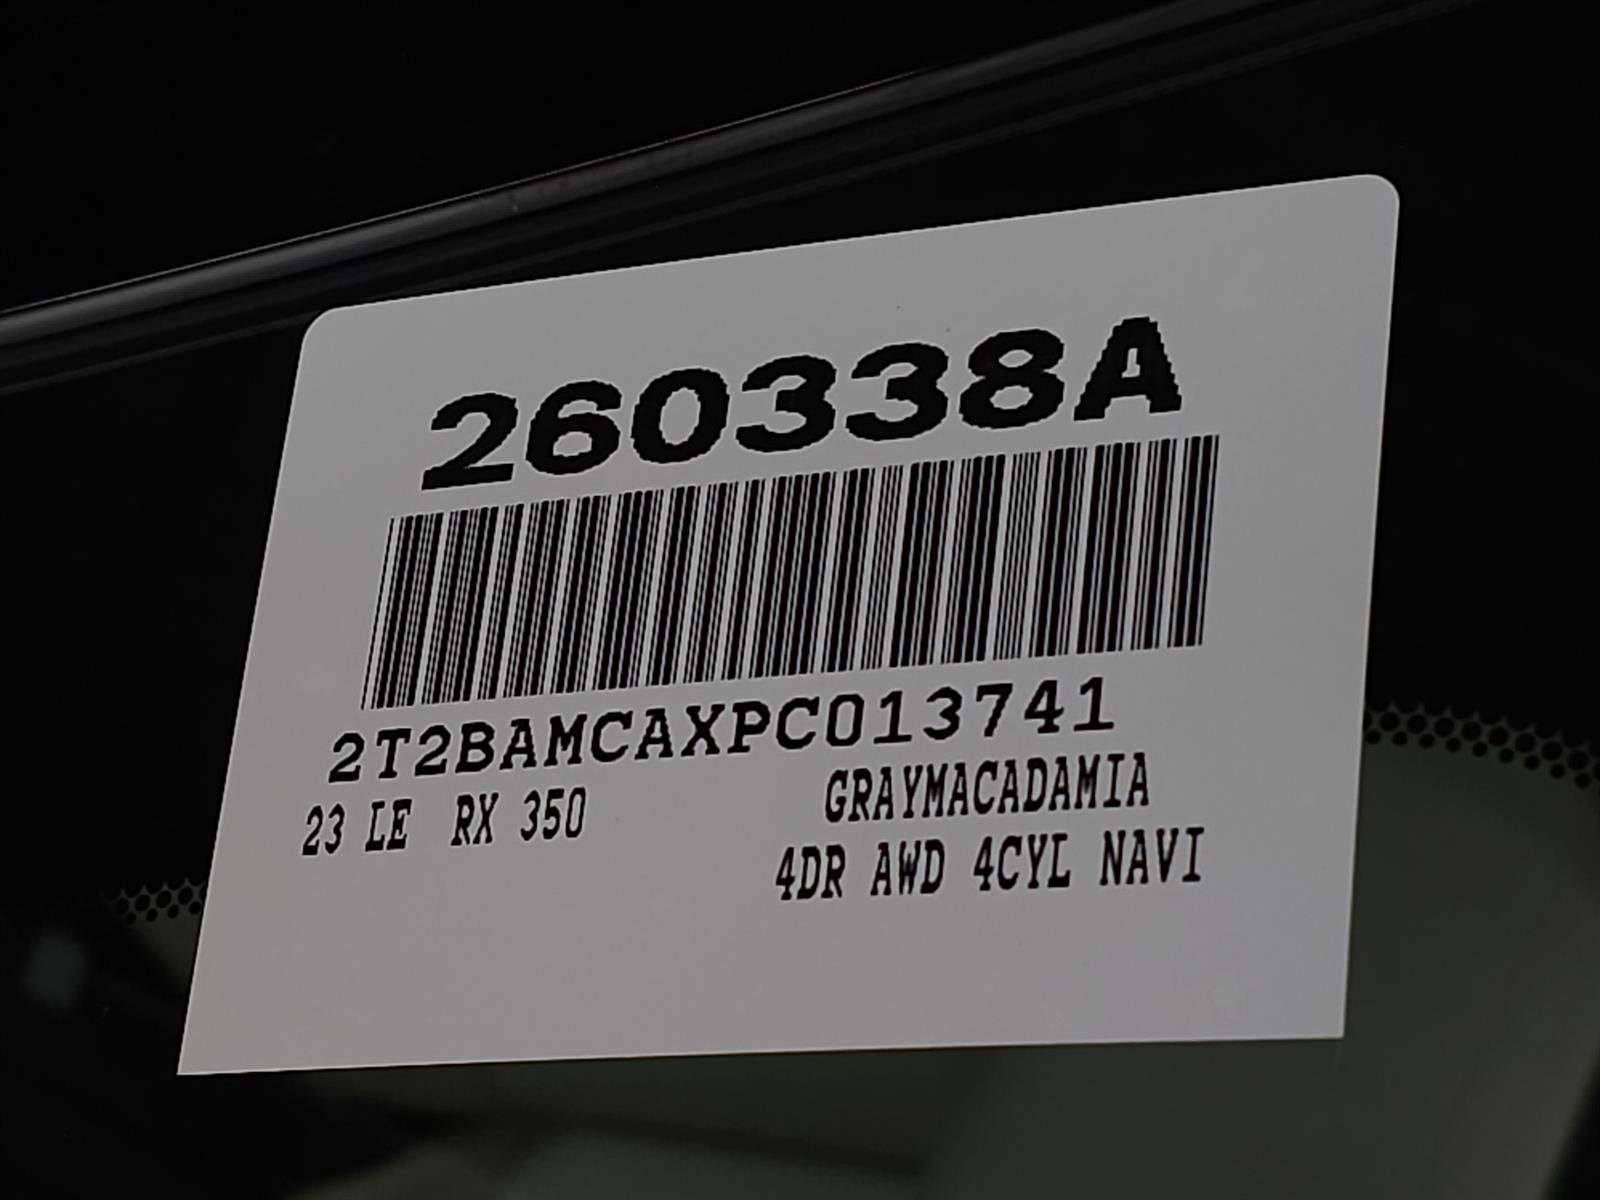 260338A
2T2BAMCAXPC013741
23 LE RX 350 GRAYMACADAMIA
4DR AWD 4CYL NAVI